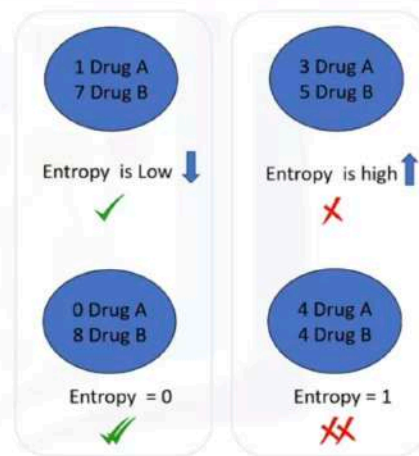 1 Drug A
7 Drug B
Entropy is Low
0 Drug A
8 Drug B
Entropy = 0
3 Drug A
5 Drug B
Entropy is high
4 Drug A
4 Drug B
Entropy = 1